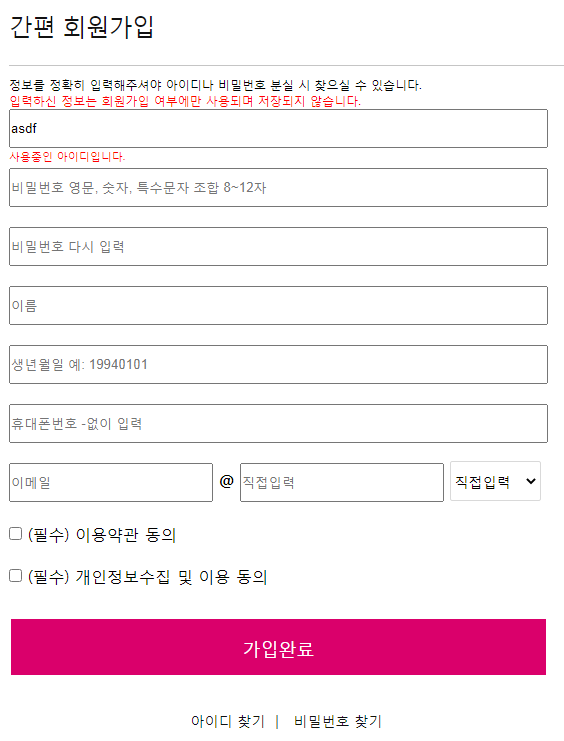 간편 회원가입
정보를 정확히 입력해주셔야 아이디나 비밀번호 분실 시 찾으실 수 있습니다.
입력하신 정보는 회원가입 여부에만 사용되며 저장되지 않습니다.
asdf
사용중인 아이디입니다.
비밀번호 영문, 숫자, 특수문자 조합 8~12자
비밀번호 다시 입력
이름
생년월일 예: 19940101
휴대폰번호 -없이 입력
이메일 @ 직접입력 직접입력
(필수) 이용약관 동의
(필수) 개인정보수집 및 이용 동의
가입완료
아이디 찾기 | 비밀번호 찾기